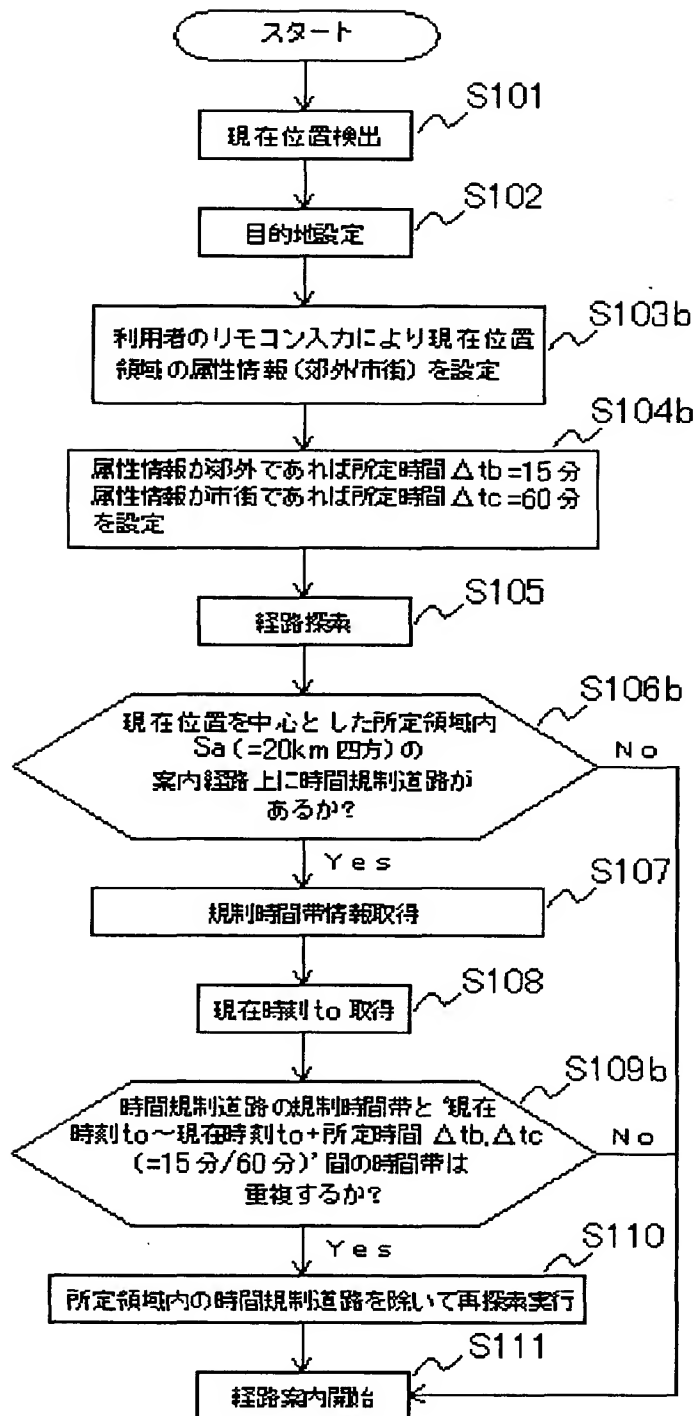 スタート
S101
現在位置検出
S102
目的地設定
S103b
利用者のリモコン入力により現在位置
領域の属性情報(郊外/市街)を設定
S104b
属性情報が郊外であれば所定時間 Δtb=15分
属性情報が市街であれば所定時間 Δtc=60分
を設定
S105
経路探索
S106b
現在位置を中心とした所定領域内
Sa(=20km四方)の
案内経路上に時間規制道路が
あるか?
No
Yes
S107
規制時間帯情報取得
S108
現在時刻to 取得
S109b
時間規制道路の規制時間帯と“現在
時刻to~現在時刻to+所定時間 Δtb,Δtc
(=15分/60分)”間の時間帯は
重複するか?
No
Yes
S110
所定領域内の時間規制道路を除いて再探索実行
S111
経路案内開始